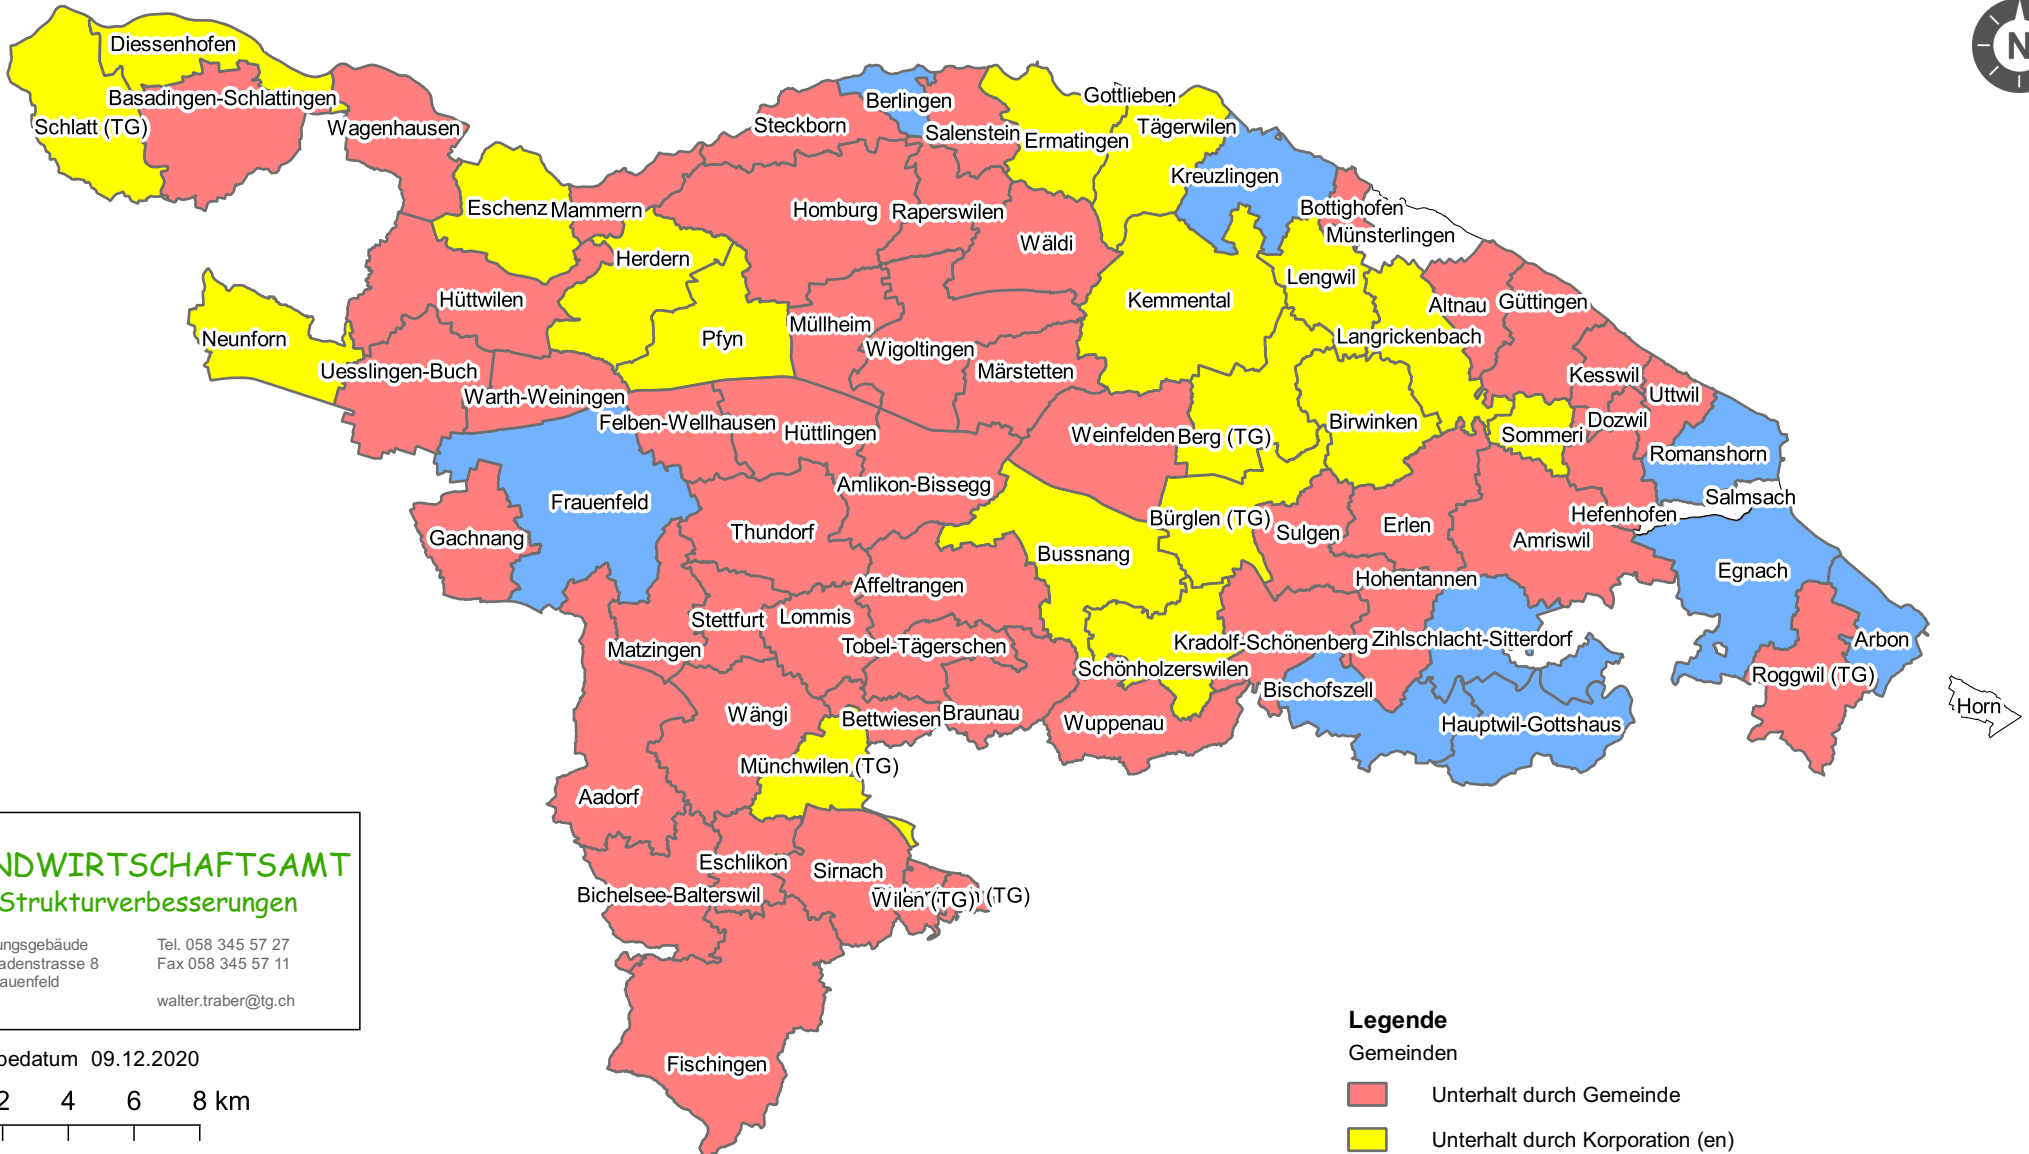 N
Diessenhofen
Basadingen-Schlattingen
Schlatt (TG)
Wagenhausen
Berlingen
Steckborn
Salenstein
Gottlieben
Tägerwilen
Ermatingen
Kreuzlingen
Eschenz
Mammern
Homburg
Raperswilen
Wäldi
Bottighofen
Münsterlingen
Herdern
Lengwil
Hüttwilen
Kemmental
Altnau
Güttingen
Neunforn
Pfyn
Müllheim
Wigoltingen
Langrickenbach
Uesslingen-Buch
Märstetten
Kesswil
Warth-Weiningen
Uttwil
Felben-Wellhausen
Hüttlingen
Weinfelden
Berg (TG)
Birwinken
Sommeri
Dozwil
Romanshorn
Amlikon-Bissegg
Frauenfeld
Salmsach
Gachnang
Thundorf
Bürglen (TG)
Sulgen
Erlen
Hefenhofen
Amriswil
Bussnang
Egnach
Affeltrangen
Hohentannen
Stettfurt
Lommis
Matzingen
Tobel-Tägerschen
Kradolf-Schönenberg
Zihlschlacht-Sitterdorf
Arbon
Schönholzerswilen
Roggwil (TG)
Bischofszell
Horn
Wängi
Bettwiesen
Braunau
Wuppenau
Hauptwil-Gottshaus
Münchwilen (TG)
Aadorf
Eschlikon
Sirnach
Bichelsee-Balterswil
Wilen (TG)
(TG)
Fischingen
NDWIRTSCHAFTSAMT
Strukturverbesserungen
ungsgebäude
adenstrasse 8
auenfeld
Tel. 058 345 57 27
Fax 058 345 57 11
walter.traber@tg.ch
bedatum 09.12.2020
2 4 6 8 km
Legende
Gemeinden
Unterhalt durch Gemeinde
Unterhalt durch Korporation (en)